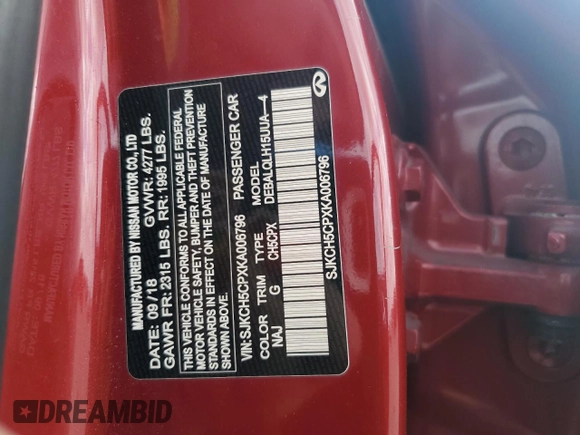 MANUFACTURED BY NISSAN MOTOR CO., LTD
DATE: 09/18 GVWR: 4277 LBS.
GAWR FR: 2315 LBS. RR: 1995 LBS.
THIS VEHICLE CONFORMS TO ALL APPLICABLE FEDERAL
MOTOR VEHICLE SAFETY, BUMPER AND THEFT PREVENTION
STANDARDS IN EFFECT ON THE DATE OF MANUFACTURE
SHOWN ABOVE.
VIN: SJKCH5CPXKA006796 PASSENGER CAR
COLOR TRIM TYPE MODEL
NAJ G CH5CPX DEBALQLH15UUA-4
SJKCH5CPXKA006796
DREAMBID